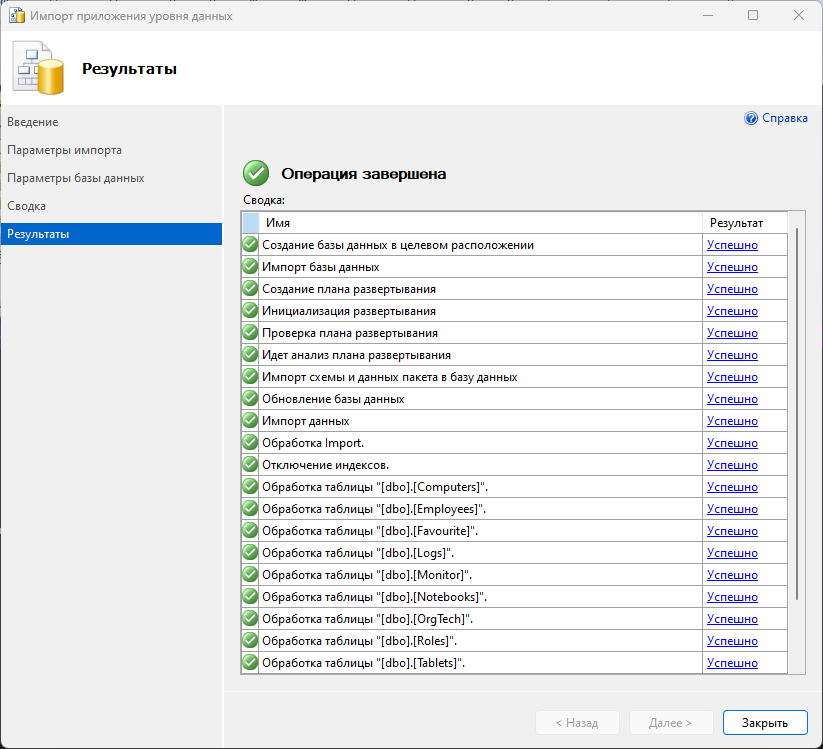 Импорт приложения уровня данных
Результаты
Введение
Параметры импорта
Параметры базы данных
Сводка
Результаты
Справка
Операция завершена
Сводка:
Имя Результат
Создание базы данных в целевом расположении Успешно
Импорт базы данных Успешно
Создание плана развертывания Успешно
Инициализация развертывания Успешно
Проверка плана развертывания Успешно
Идет анализ плана развертывания Успешно
Импорт схемы и данных пакета в базу данных Успешно
Обновление базы данных Успешно
Импорт данных Успешно
Обработка Import. Успешно
Отключение индексов. Успешно
Обработка таблицы "[dbo].[Computers]". Успешно
Обработка таблицы "[dbo].[Employees]". Успешно
Обработка таблицы "[dbo].[Favourite]". Успешно
Обработка таблицы "[dbo].[Logs]". Успешно
Обработка таблицы "[dbo].[Monitor]". Успешно
Обработка таблицы "[dbo].[Notebooks]". Успешно
Обработка таблицы "[dbo].[OrgTech]". Успешно
Обработка таблицы "[dbo].[Roles]". Успешно
Обработка таблицы "[dbo].[Tablets]". Успешно
< Назад Далее > Закрыть